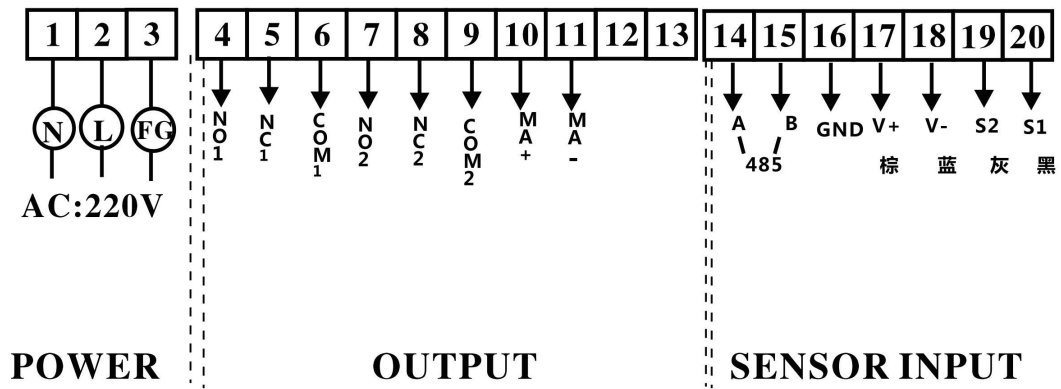 1 2 3 4 5 6 7 8 9 10 11 12 13 14 15 16 17 18 19 20
N L FG NO1 NC1 COM1 NO2 NC2 COM2 MA+ MA- A B GND V+ V- S2 S1
485 棕 蓝 灰 黑
AC:220V
POWER OUTPUT SENSOR INPUT